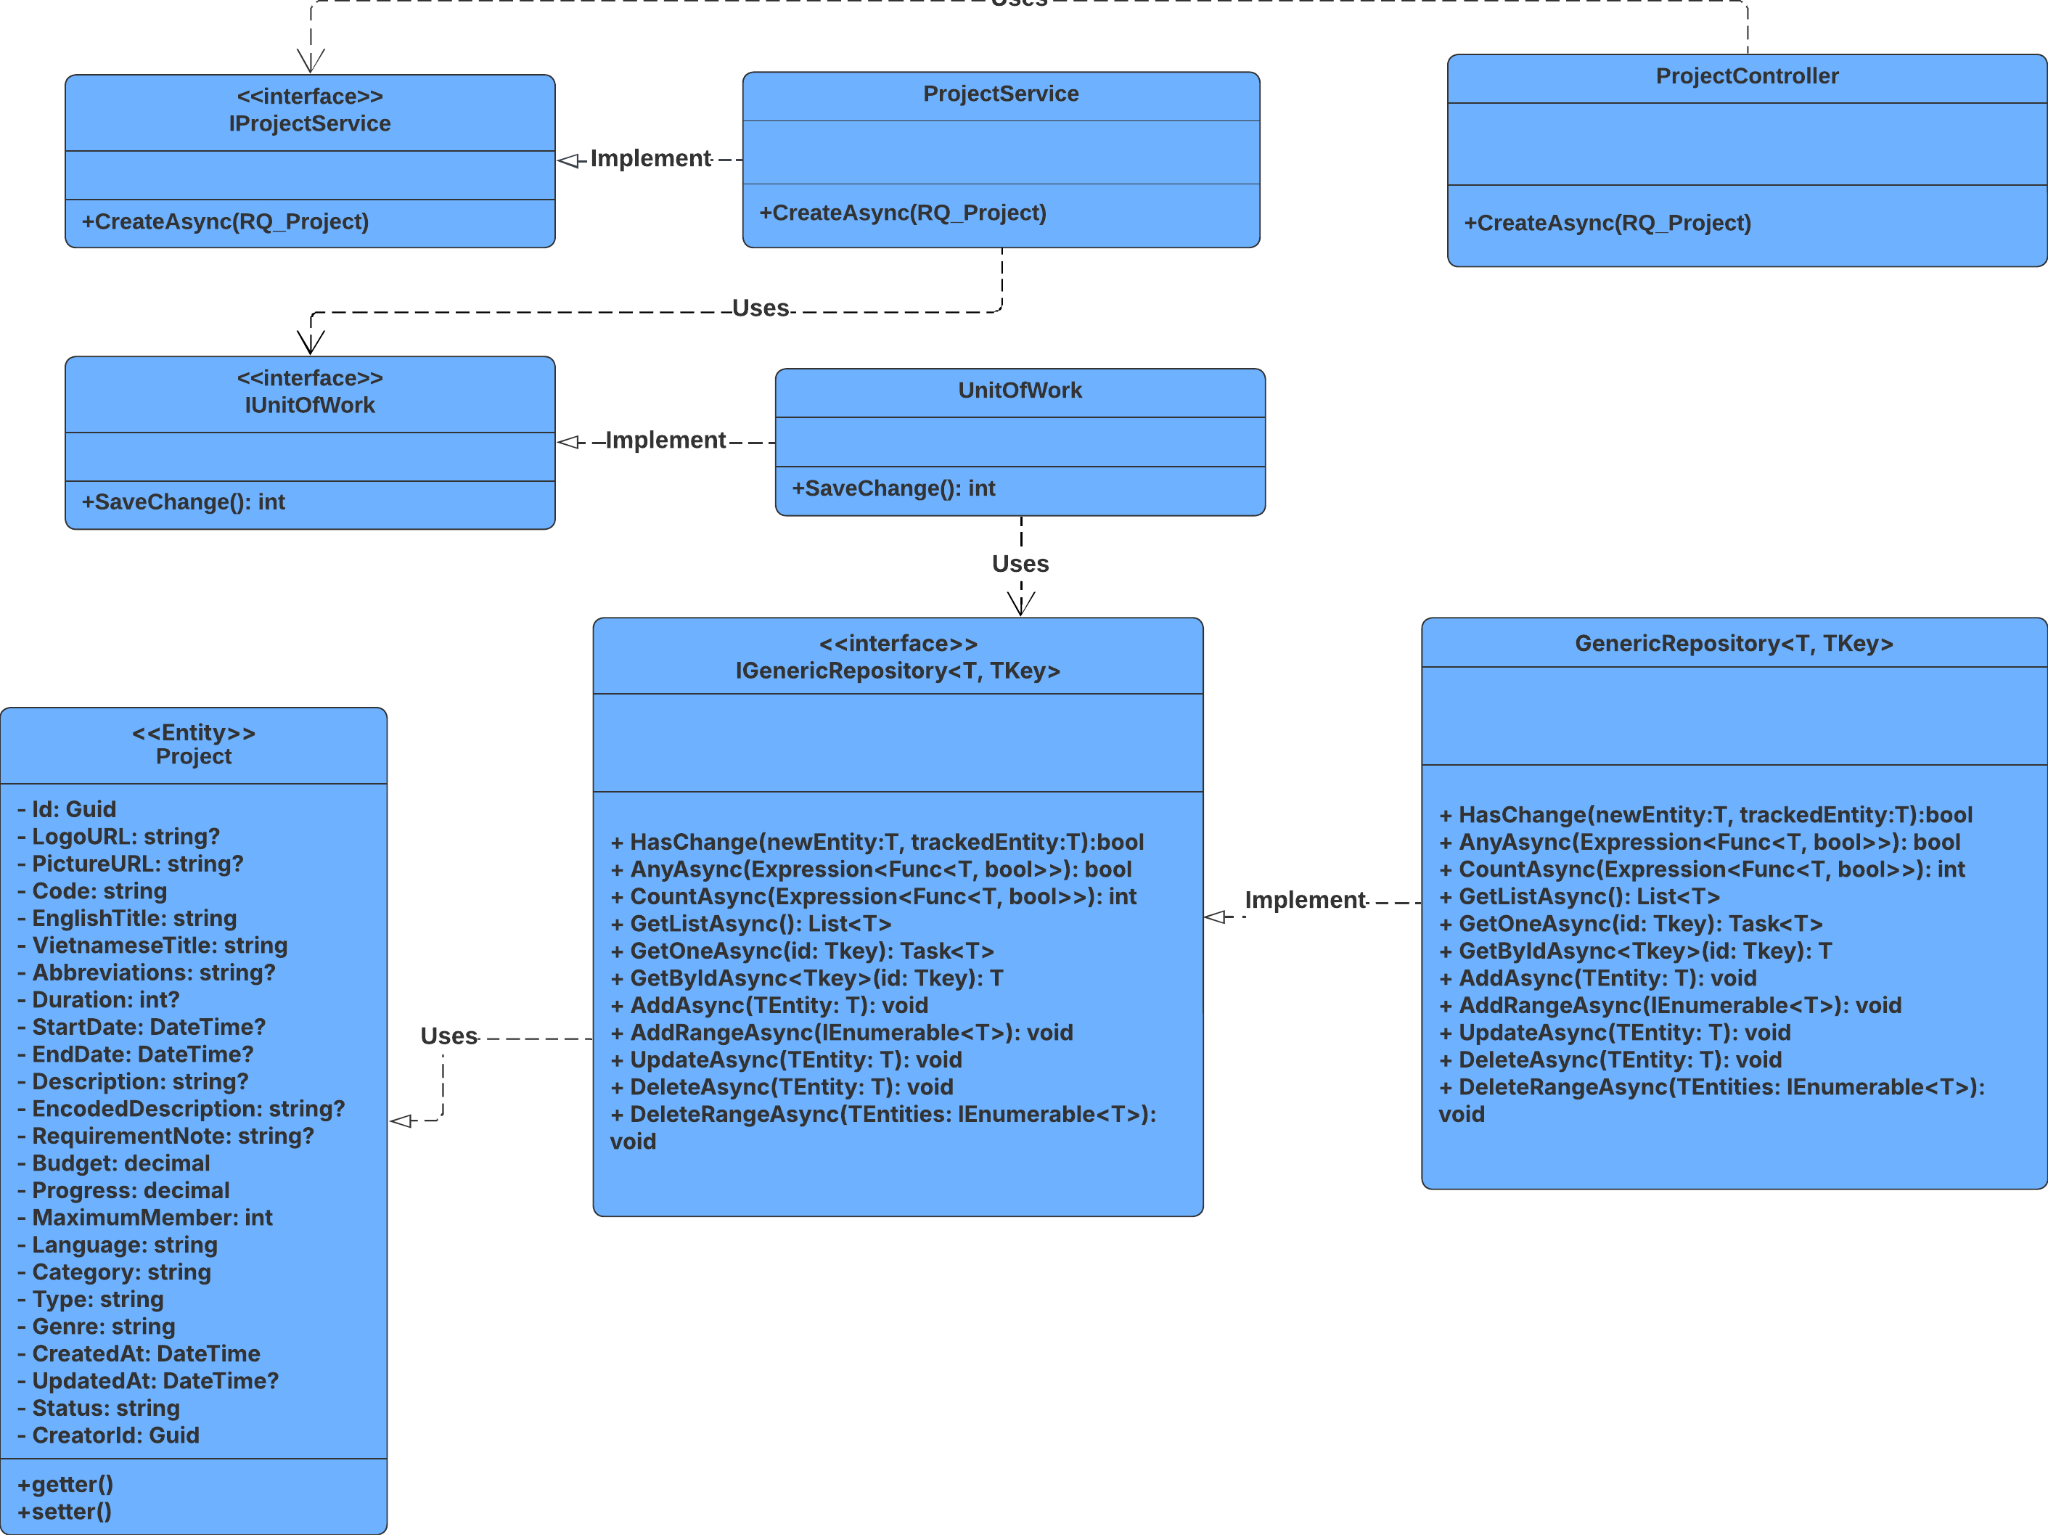 Uses
<<interface>>
IProjectService
+CreateAsync(RQ_Project)
Implement
ProjectService
+CreateAsync(RQ_Project)
ProjectController
+CreateAsync(RQ_Project)
Uses
<<interface>>
IUnitOfWork
+SaveChange(): int
Implement
UnitOfWork
+SaveChange(): int
Uses
<<interface>>
IGenericRepository<T, TKey>
+ HasChange(newEntity:T, trackedEntity:T):bool
+ AnyAsync(Expression<Func<T, bool>>): bool
+ CountAsync(Expression<Func<T, bool>>): int
+ GetListAsync(): List<T>
+ GetOneAsync(id: Tkey): Task<T>
+ GetByIdAsync<Tkey>(id: Tkey): T
+ AddAsync(TEntity: T): void
+ AddRangeAsync(IEnumerable<T>): void
+ UpdateAsync(TEntity: T): void
+ DeleteAsync(TEntity: T): void
+ DeleteRangeAsync(TEntities: IEnumerable<T>):
void
Implement
GenericRepository<T, TKey>
+ HasChange(newEntity:T, trackedEntity:T):bool
+ AnyAsync(Expression<Func<T, bool>>): bool
+ CountAsync(Expression<Func<T, bool>>): int
+ GetListAsync(): List<T>
+ GetOneAsync(id: Tkey): Task<T>
+ GetByIdAsync<Tkey>(id: Tkey): T
+ AddAsync(TEntity: T): void
+ AddRangeAsync(IEnumerable<T>): void
+ UpdateAsync(TEntity: T): void
+ DeleteAsync(TEntity: T): void
+ DeleteRangeAsync(TEntities: IEnumerable<T>):
void
Uses
<<Entity>>
Project
- Id: Guid
- LogoURL: string?
- PictureURL: string?
- Code: string
- EnglishTitle: string
- VietnameseTitle: string
- Abbreviations: string?
- Duration: int?
- StartDate: DateTime?
- EndDate: DateTime?
- Description: string?
- EncodedDescription: string?
- RequirementNote: string?
- Budget: decimal
- Progress: decimal
- MaximumMember: int
- Language: string
- Category: string
- Type: string
- Genre: string
- CreatedAt: DateTime
- UpdatedAt: DateTime?
- Status: string
- CreatorId: Guid
+getter()
+setter()